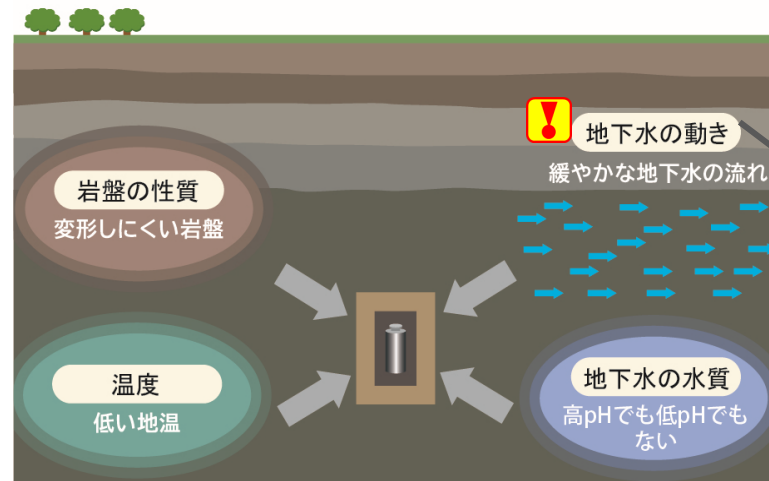 地下水の動き
緩やかな地下水の流れ
岩盤の性質
変形しにくい岩盤
温度
低い地温
地下水の水質
高pHでも低pHでも
ない